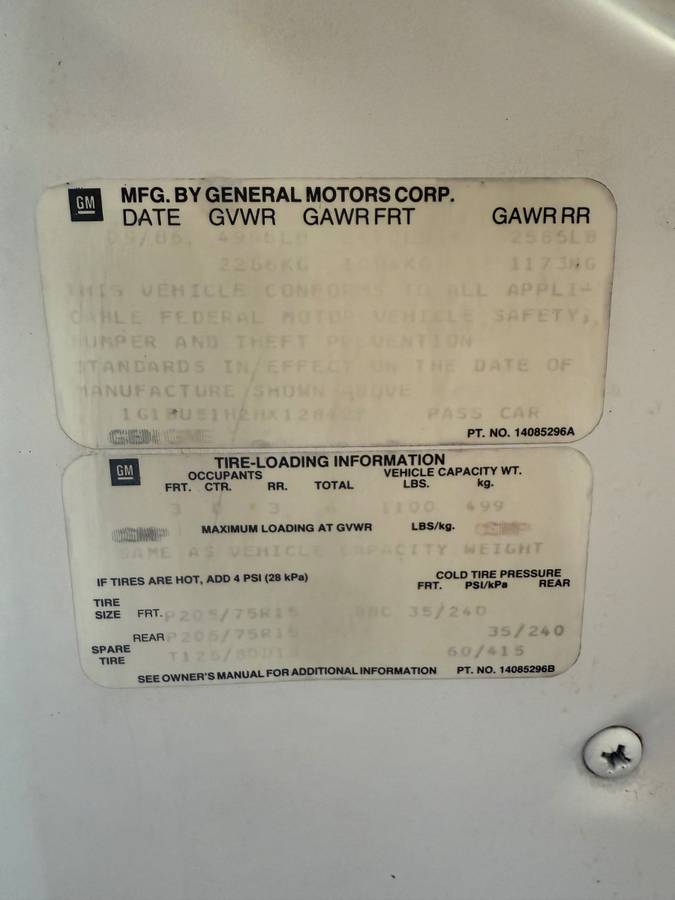 GM MFG. BY GENERAL MOTORS CORP.
DATE GVWR GAWR FRT GAWR RR
2565LB
2266KG 1173KG
THIS VEHICLE CONFORMS TO ALL APPLI-
CABLE FEDERAL MOTOR VEHICLE SAFETY,
BUMPER AND THEFT PREVENTION
STANDARDS IN EFFECT ON THE DATE OF
MANUFACTURE SHOWN ABOVE
PASS CAR
PT. NO. 14085296A
GM TIRE-LOADING INFORMATION
OCCUPANTS VEHICLE CAPACITY WT.
FRT. CTR. RR. TOTAL LBS. kg.
3 3 1100 499
MAXIMUM LOADING AT GVWR LBS/kg.
SAME AS VEHICLE CAPACITY WEIGHT
IF TIRES ARE HOT, ADD 4 PSI (28 kPa) COLD TIRE PRESSURE
FRT. PSI/kPa REAR
TIRE SIZE FRT. P205/75R15 35/240
REAR P205/75R15 35/240
SPARE TIRE 60/415
SEE OWNER'S MANUAL FOR ADDITIONAL INFORMATION PT. NO. 14085296B